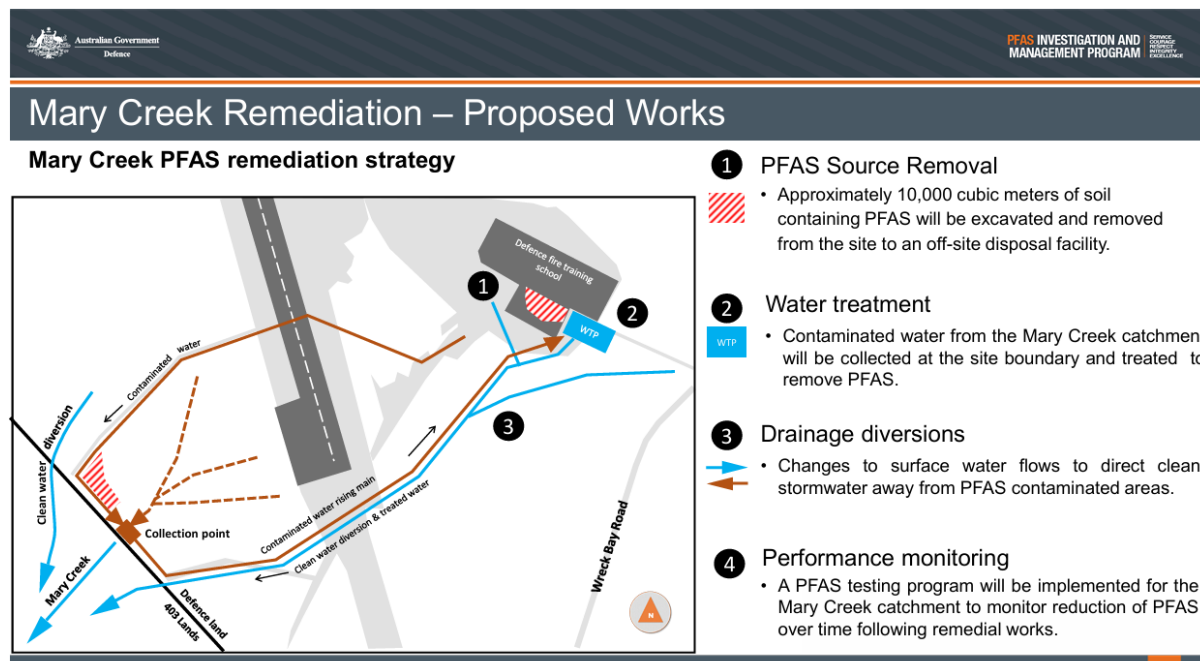 Australian Government
Defence
PFAS INVESTIGATION AND
MANAGEMENT PROGRAM
SERVICE
COURAGE
RESPECT
INTEGRITY
EXCELLENCE
Mary Creek Remediation – Proposed Works
Mary Creek PFAS remediation strategy
Defence fire training
school
1
2
WTP
Contaminated water
3
Clean water diversion
Collection point
Contaminated water rising main
Clean water diversion & treated water
Mary Creek
Defence land
403 Lands
Wreck Bay Road
N
1 PFAS Source Removal
• Approximately 10,000 cubic meters of soil
containing PFAS will be excavated and removed
from the site to an off-site disposal facility.
2 Water treatment
WTP
• Contaminated water from the Mary Creek catchmen
will be collected at the site boundary and treated to
remove PFAS.
3 Drainage diversions
• Changes to surface water flows to direct clean
stormwater away from PFAS contaminated areas.
4 Performance monitoring
• A PFAS testing program will be implemented for the
Mary Creek catchment to monitor reduction of PFAS
over time following remedial works.